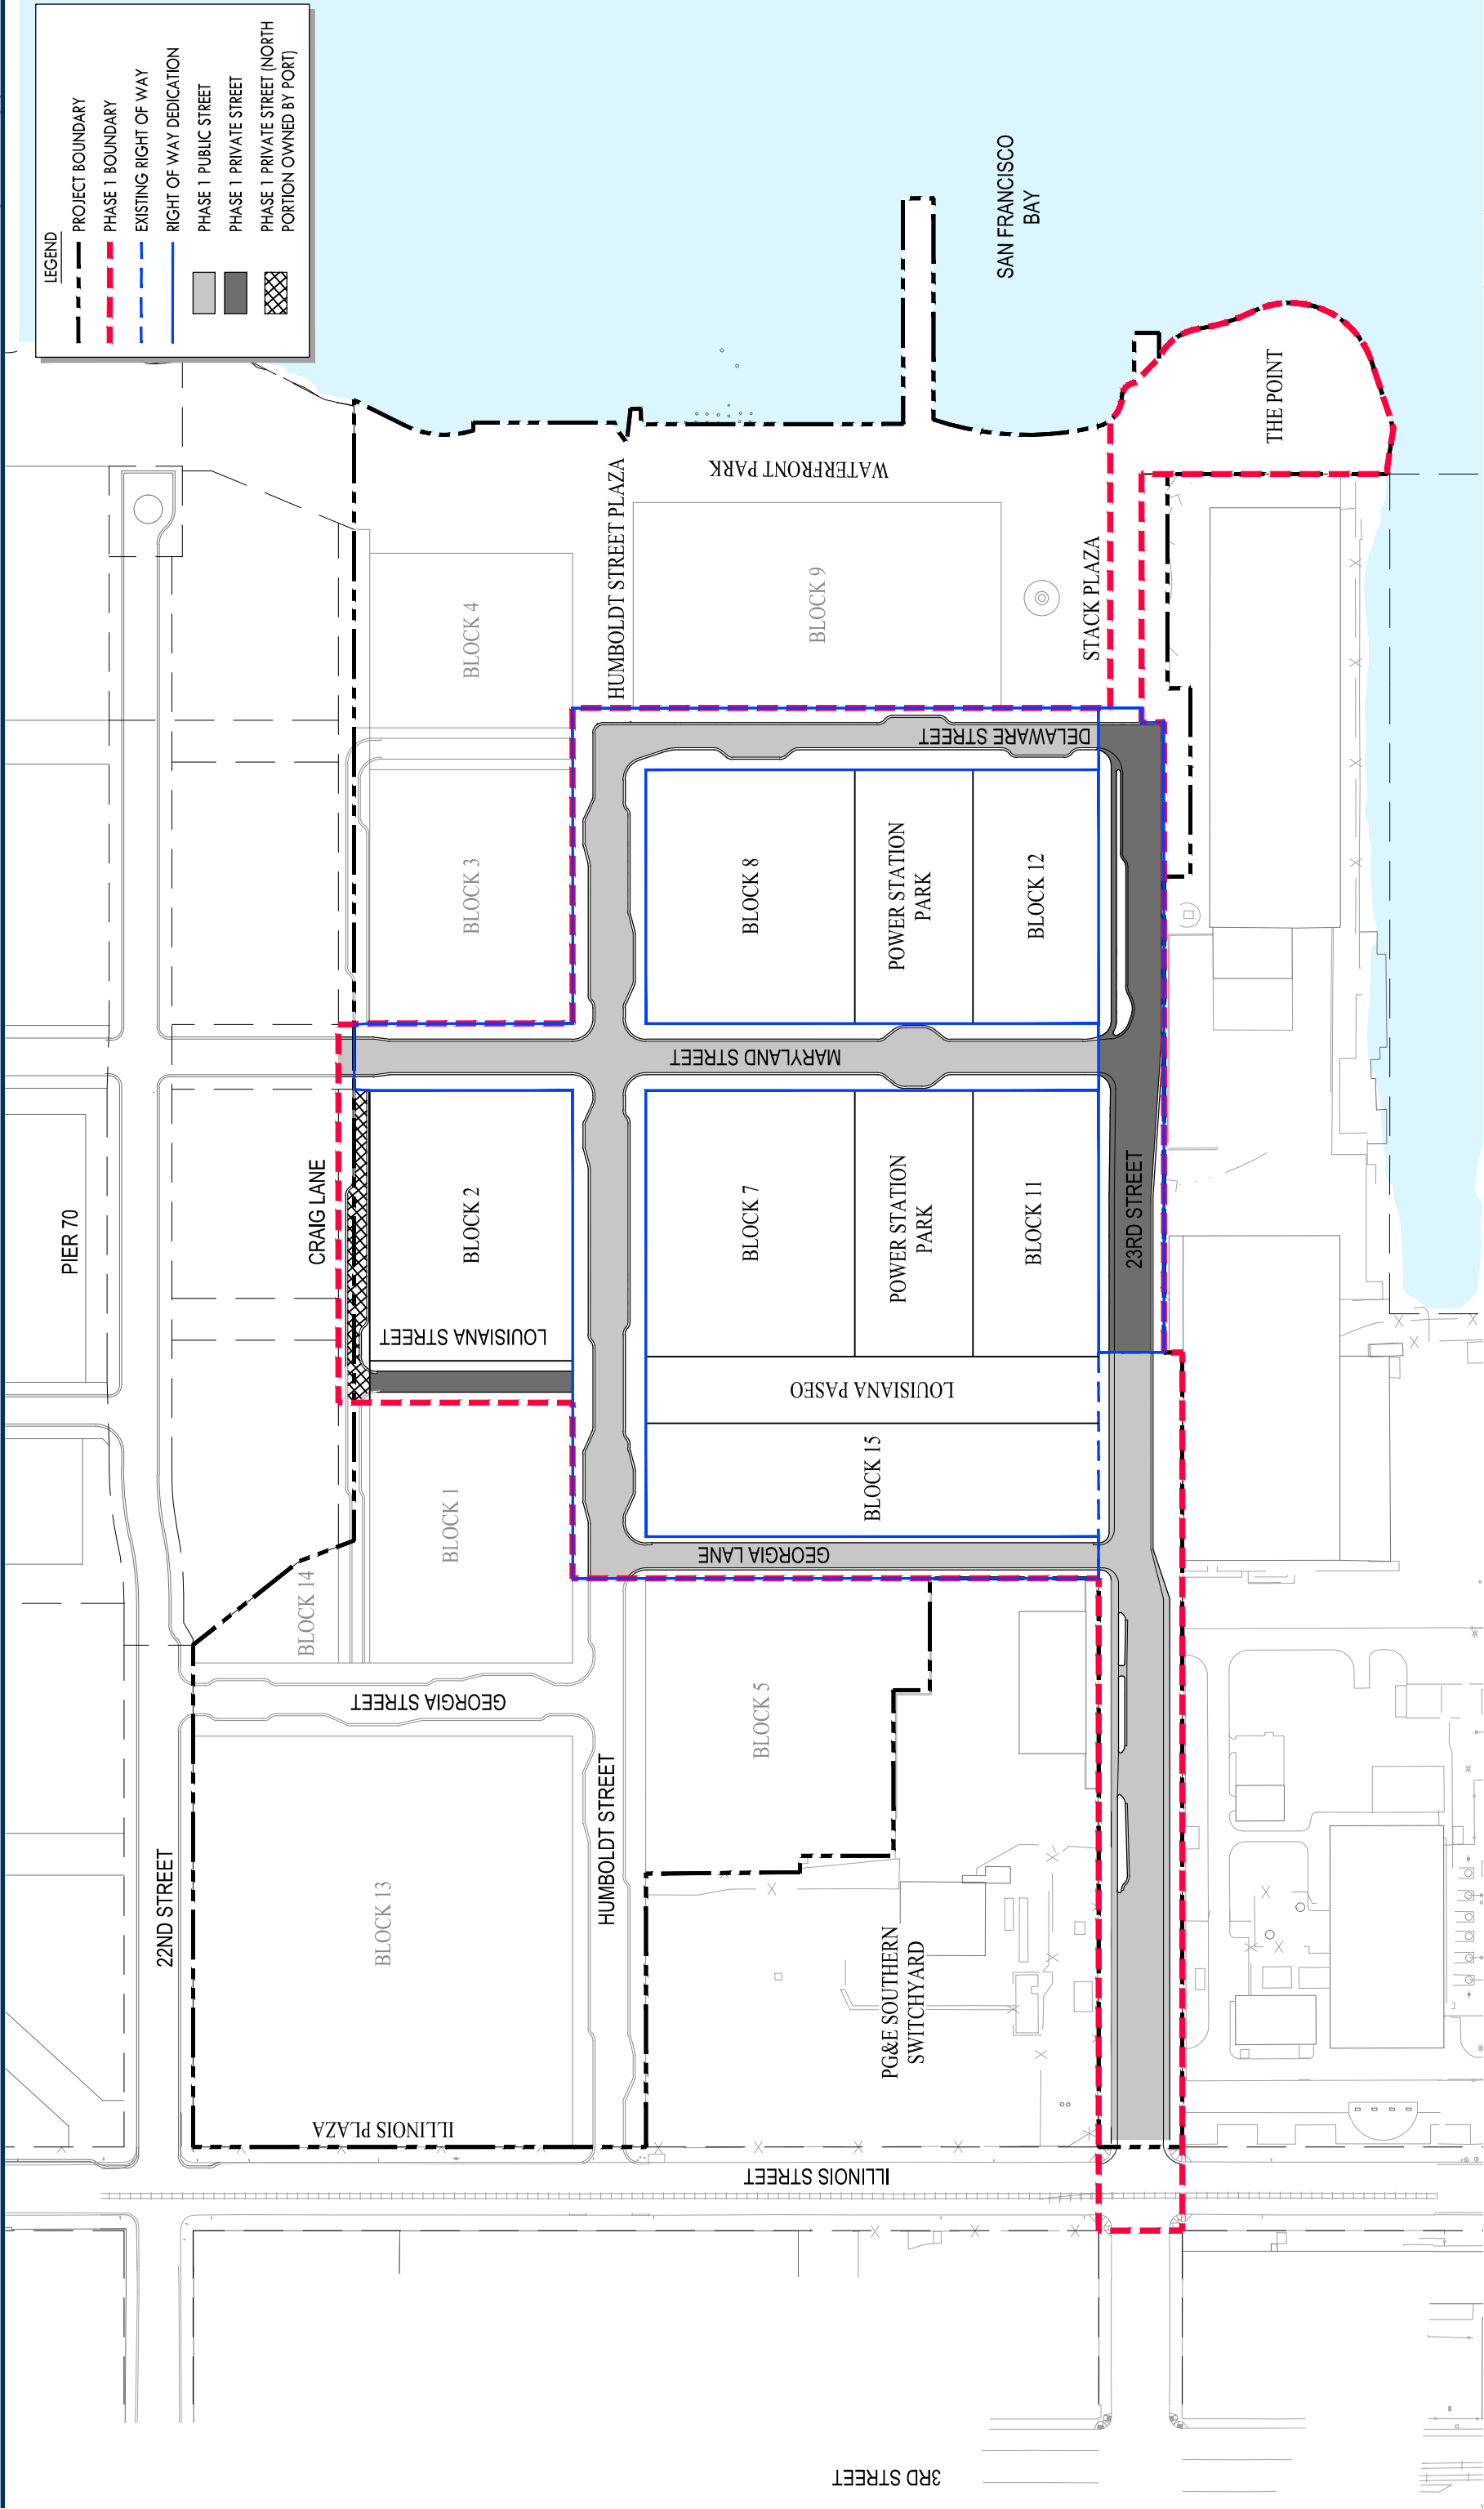 LEGEND
PROJECT BOUNDARY
PHASE 1 BOUNDARY
EXISTING RIGHT OF WAY
RIGHT OF WAY DEDICATION
PHASE 1 PUBLIC STREET
PHASE 1 PRIVATE STREET
PHASE 1 PRIVATE STREET (NORTH
PORTION OWNED BY PORT)
PIER 70
22ND STREET
CRAIG LANE
BLOCK 14
BLOCK 13
GEORGIA STREET
BLOCK 1
LOUISIANA STREET
BLOCK 2
BLOCK 3
BLOCK 4
ILLINOIS PLAZA
HUMBOLDT STREET
HUMBOLDT STREET PLAZA
ILLINOIS STREET
BLOCK 5
GEORGIA LANE
BLOCK 15
LOUISIANA PASEO
BLOCK 7
MARYLAND STREET
BLOCK 8
BLOCK 9
WATERFRONT PARK
PG&E SOUTHERN
SWITCHYARD
POWER STATION
PARK
POWER STATION
PARK
DELAWARE STREET
BLOCK 11
BLOCK 12
STACK PLAZA
23RD STREET
SAN FRANCISCO
BAY
THE POINT
3RD STREET